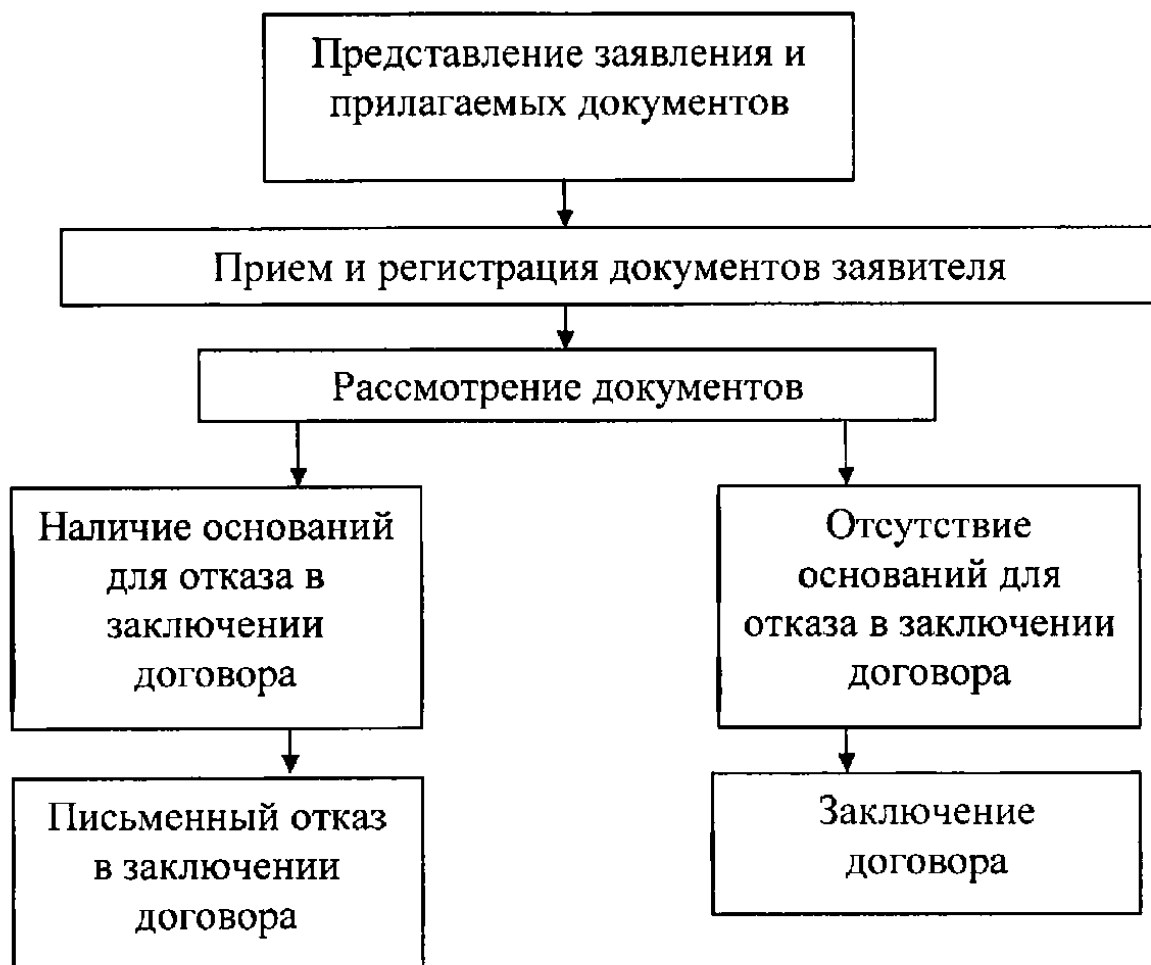 Представление заявления и
прилагаемых документов
Прием и регистрация документов заявителя
Рассмотрение документов
Наличие оснований
для отказа в
заключении
договора
Отсутствие
оснований для
отказа в заключении
договора
Письменный отказ
в заключении
договора
Заключение
договора